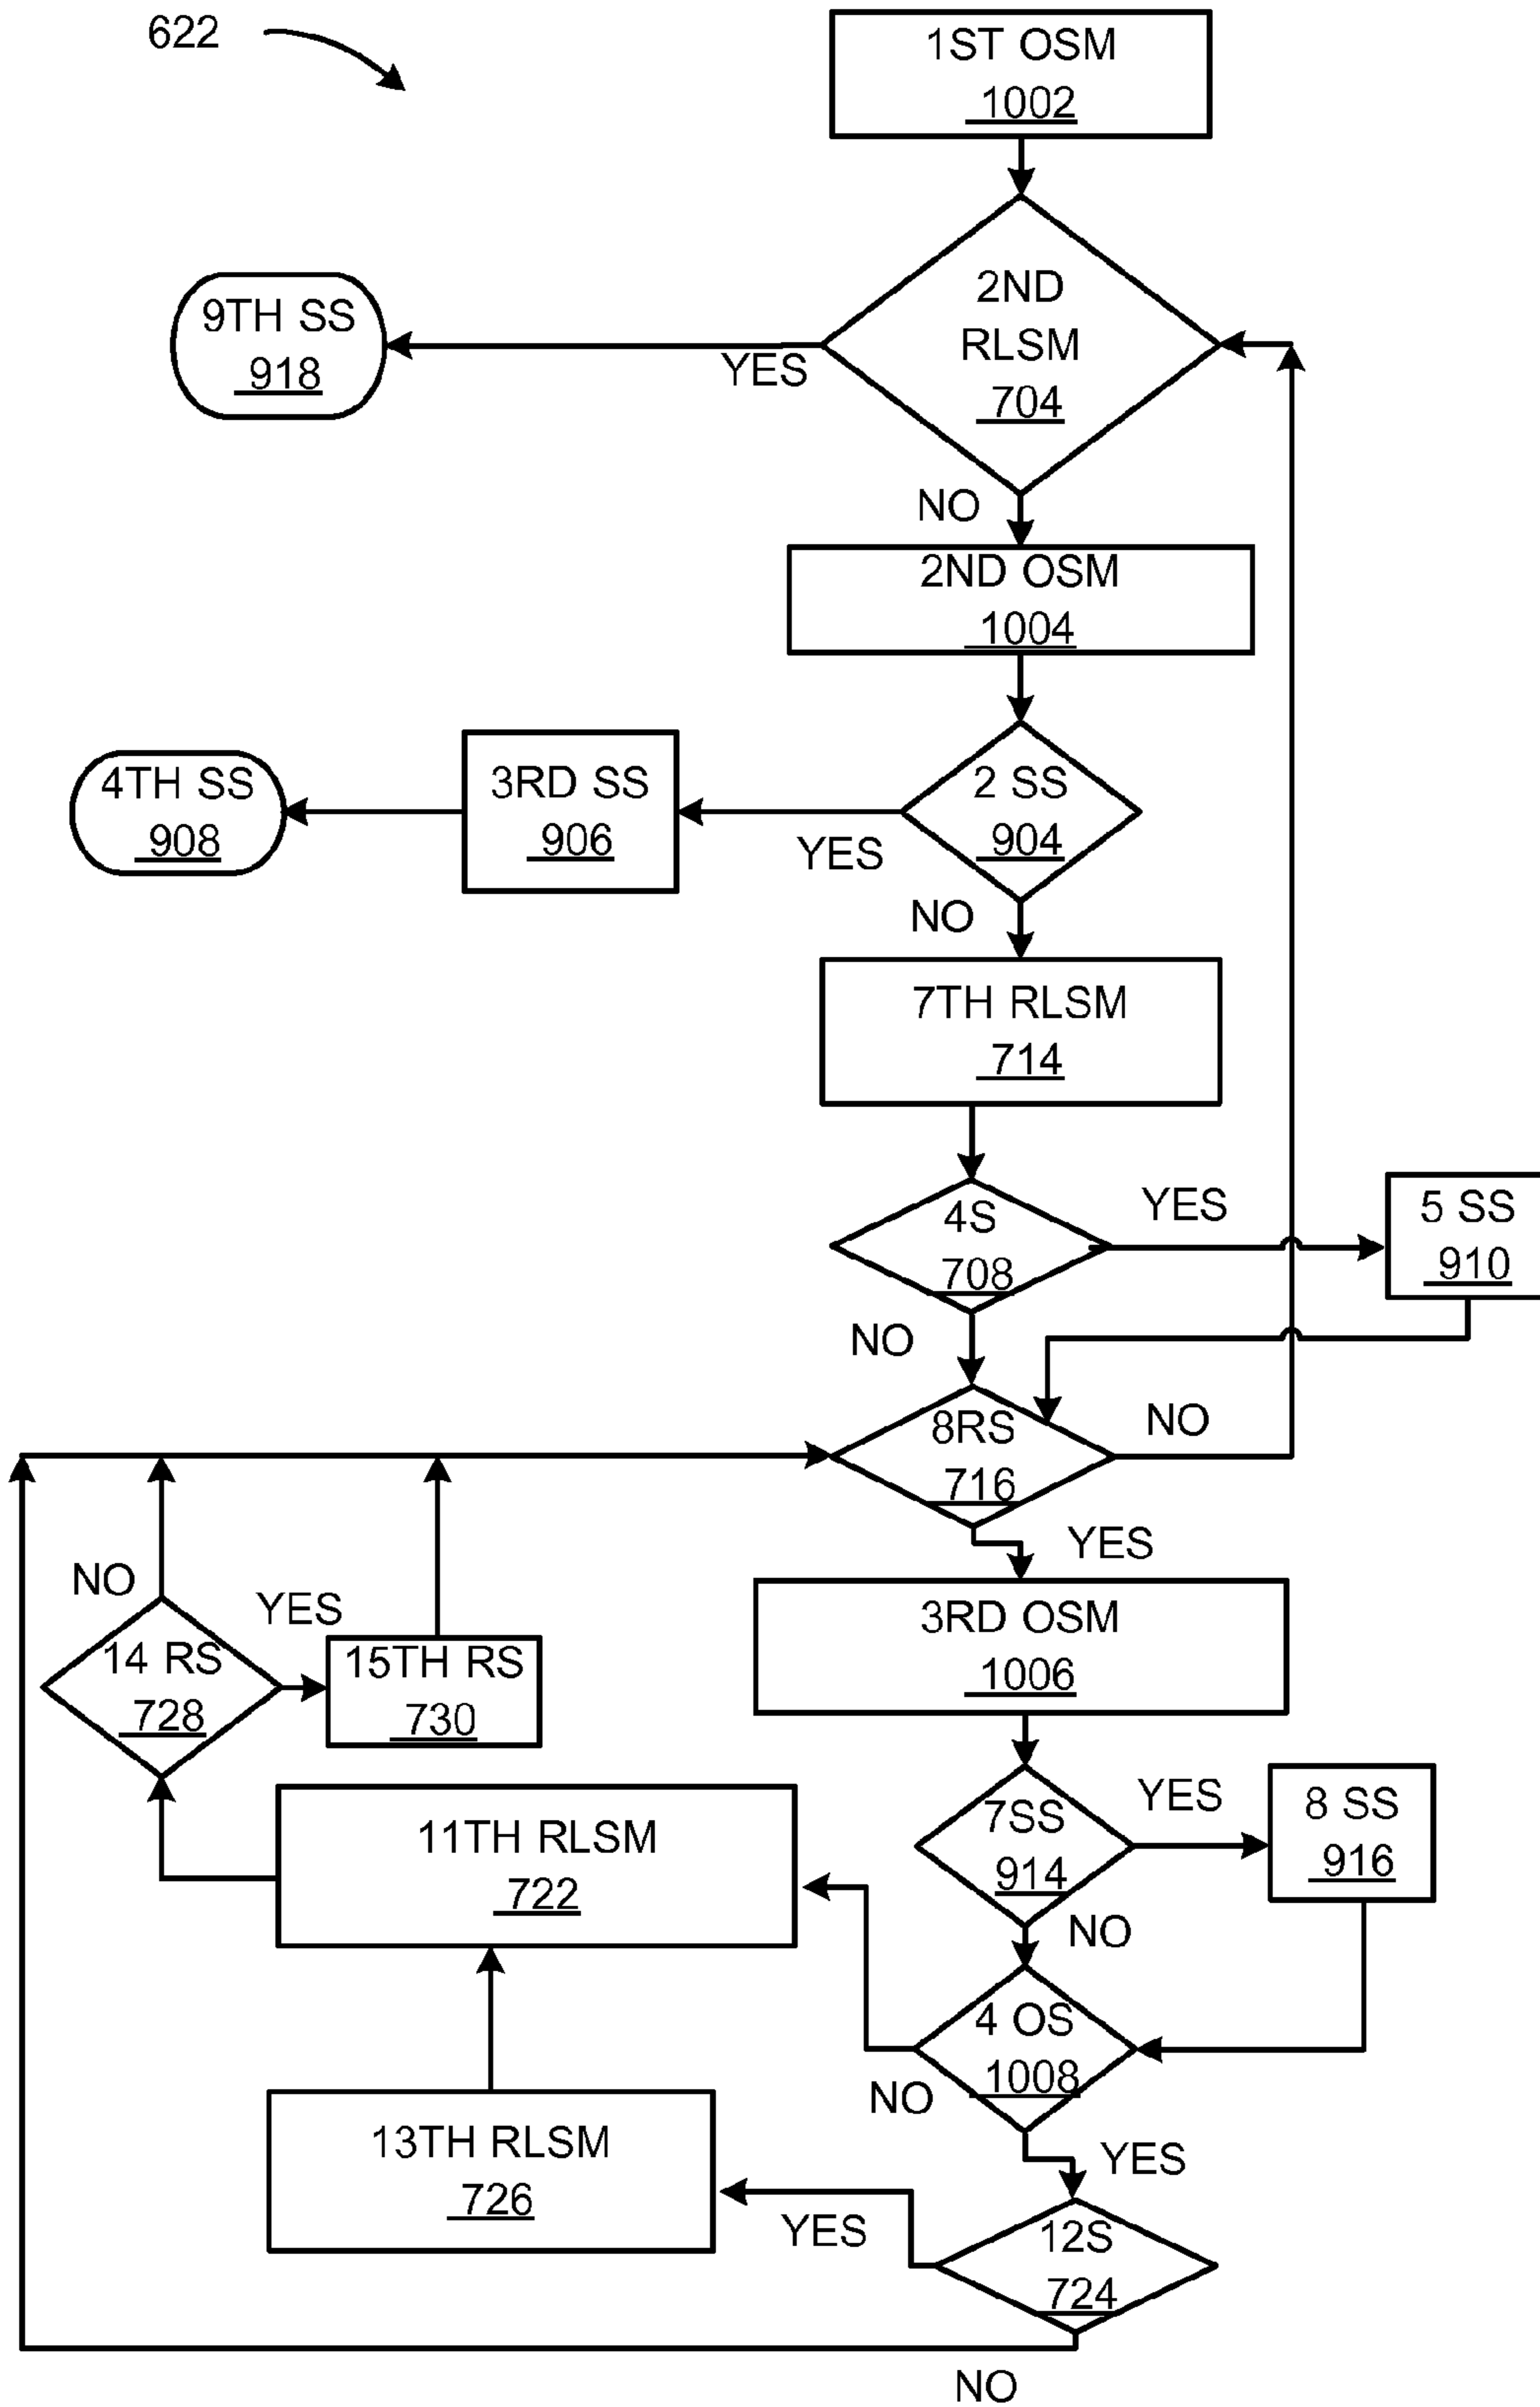 622
1ST OSM
1002
2ND
RLSM
704
9TH SS
918
YES
NO
2ND OSM
1004
2 SS
904
YES
3RD SS
906
4TH SS
908
NO
7TH RLSM
714
4S
708
YES
5 SS
910
NO
8RS
716
NO
YES
3RD OSM
1006
NO
14 RS
728
YES
15TH RS
730
7SS
914
YES
8 SS
916
NO
11TH RLSM
722
4 OS
1008
NO
YES
13TH RLSM
726
YES
12S
724
NO